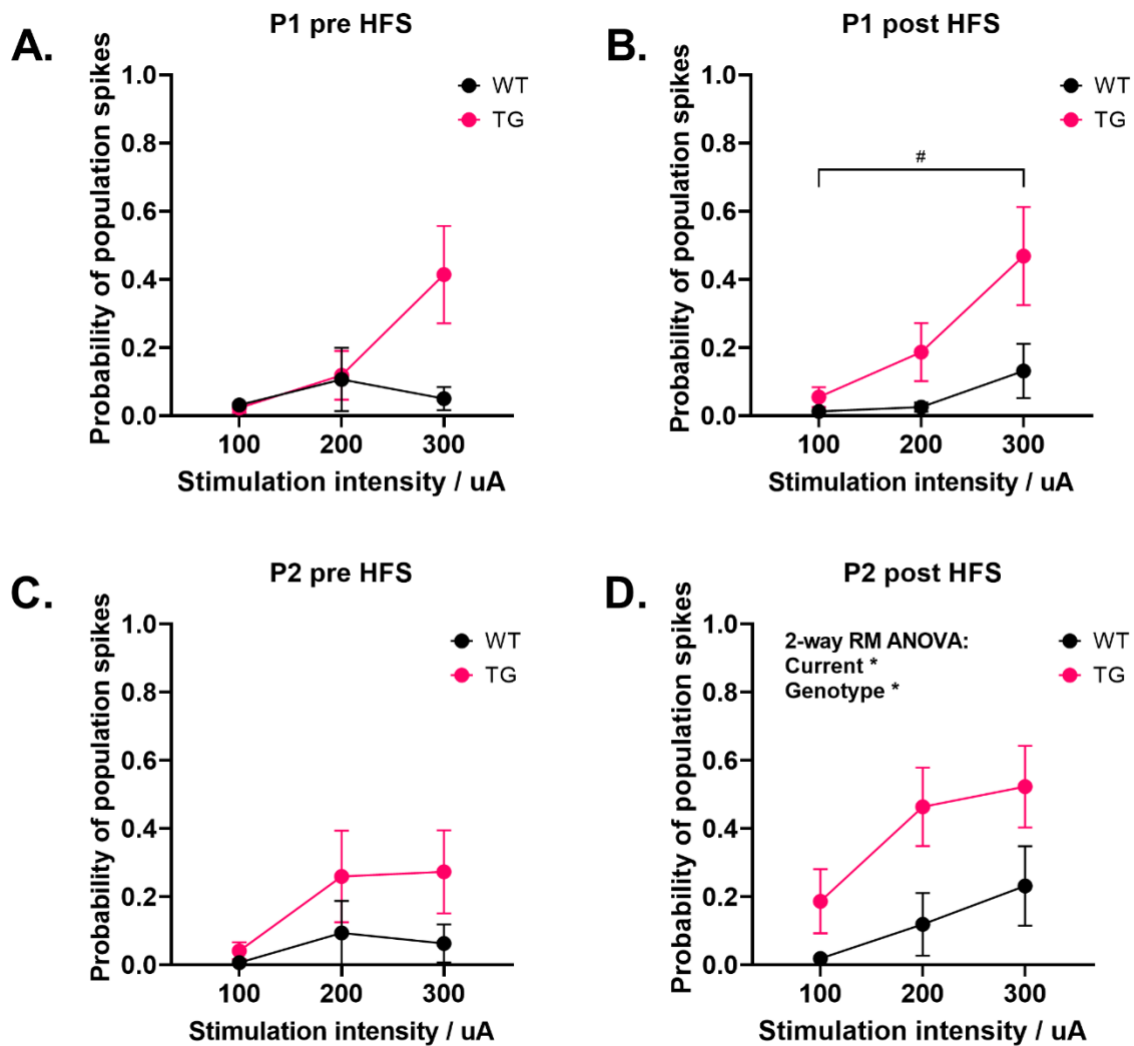 A.
P1 pre HFS
Probability of population spikes
1.0
0.8
0.6
0.4
0.2
0.0
WT
TG
100 200 300
Stimulation intensity / uA
B.
P1 post HFS
Probability of population spikes
1.0
0.8
0.6
0.4
0.2
0.0
WT
TG
#
100 200 300
Stimulation intensity / uA
C.
P2 pre HFS
Probability of population spikes
1.0
0.8
0.6
0.4
0.2
0.0
WT
TG
100 200 300
Stimulation intensity / uA
D.
P2 post HFS
Probability of population spikes
1.0
0.8
0.6
0.4
0.2
0.0
2-way RM ANOVA:
Current *
Genotype *
WT
TG
100 200 300
Stimulation intensity / uA